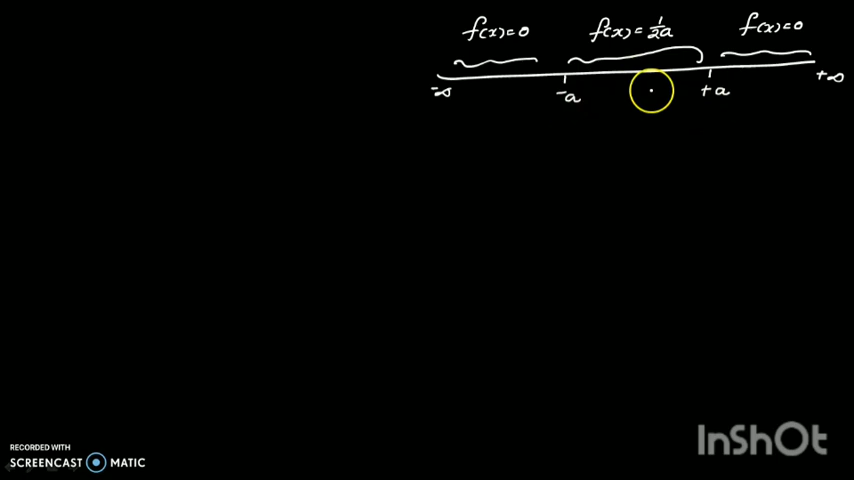 f(x)=0 f(x)=1/2a f(x)=0
-∞ -a +a +∞
RECORDED WITH
SCREENCAST MATIC
InShOt